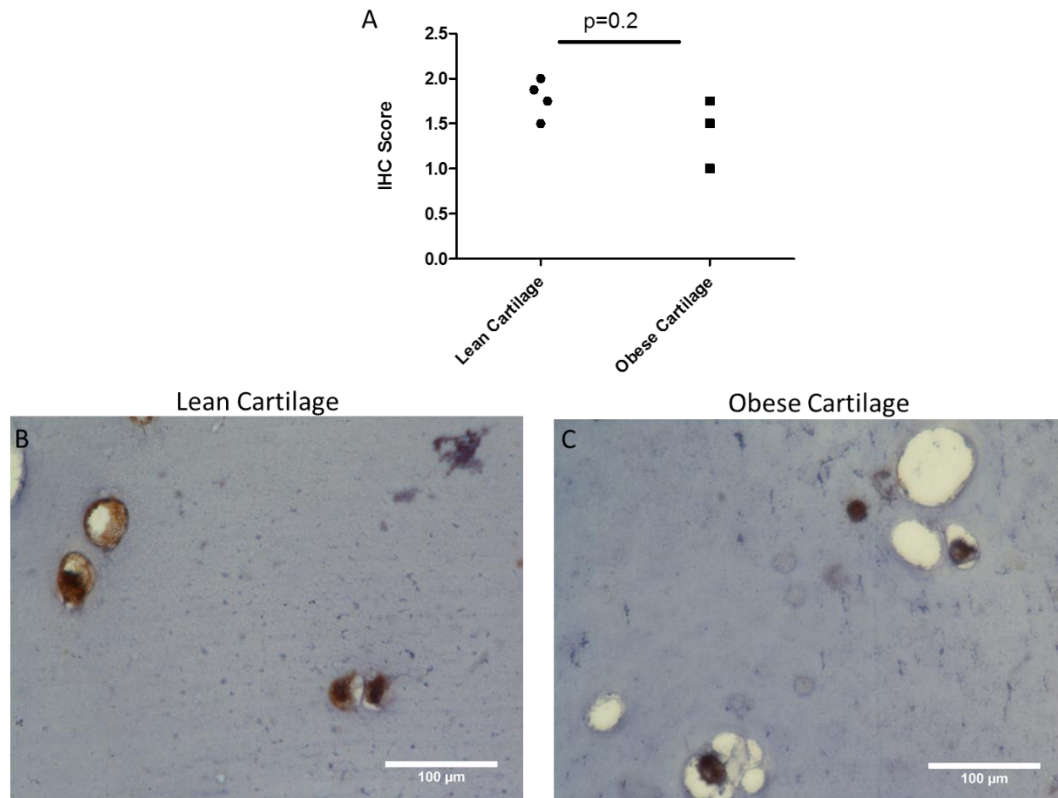 A
p=0.2
2.5
2.0
1.5
1.0
0.5
0.0
IHC Score
Lean Cartilage
Obese Cartilage
Lean Cartilage
Obese Cartilage
B
C
100 µm
100 µm